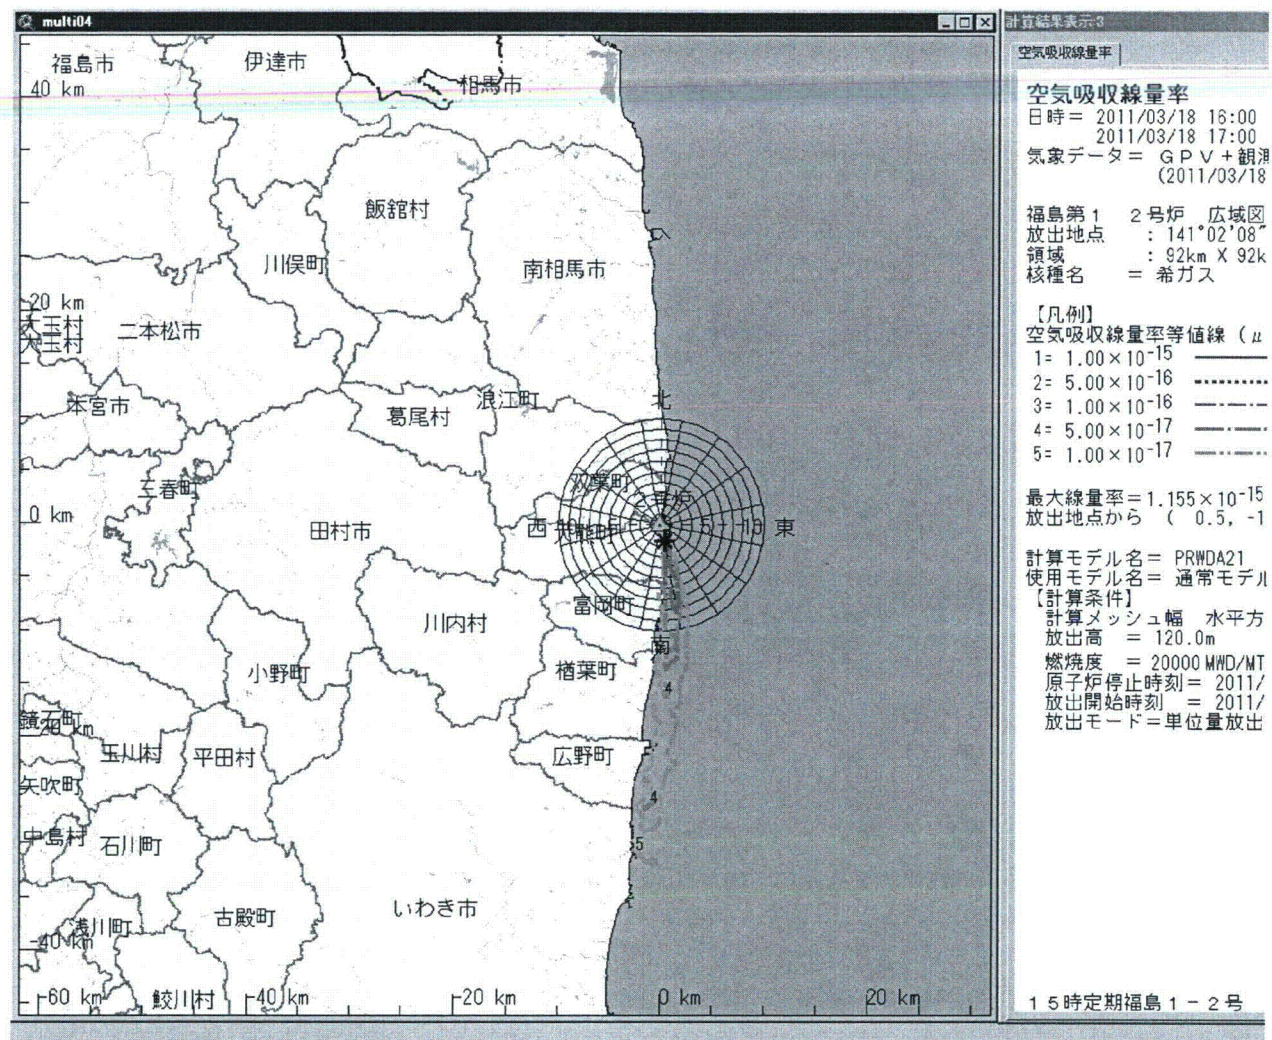 multi04
福島市
伊達市
相馬市
40 km
飯舘村
川俣町
南相馬市
20 km
大玉村
大玉村
二本松市
本宮市
葛尾村
浪江町
北
三春町
双葉町
0 km
田村市
西
大熊町
東
富岡町
川内村
南
小野町
楢葉町
4
鏡石町
玉川村
平田村
広野町
矢吹町
4
中島村
石川町
5
いわき市
古殿町
浅川町
-40 km
-60 km
鮫川村
-40 km
-20 km
0 km
20 km
計算結果表示:3
空気吸収線量率
空気吸収線量率
日時= 2011/03/18 16:00
2011/03/18 17:00
気象データ= GPV+観測
(2011/03/18
福島第1 2号炉 広域図
放出地点 : 141°02'08"
領域 : 92km X 92k
核種名 = 希ガス
【凡例】
空気吸収線量率等値線 (μ
1= 1.00×10-15
2= 5.00×10-16
3= 1.00×10-16
4= 5.00×10-17
5= 1.00×10-17
最大線量率=1.155×10-15
放出地点から ( 0.5, -1
計算モデル名= PRWDA21
使用モデル名= 通常モデル
【計算条件】
計算メッシュ幅 水平方
放出高 = 120.0m
燃焼度 = 20000MWD/MT
原子炉停止時刻= 2011/
放出開始時刻 = 2011/
放出モード=単位量放出
15時定期福島1-2号